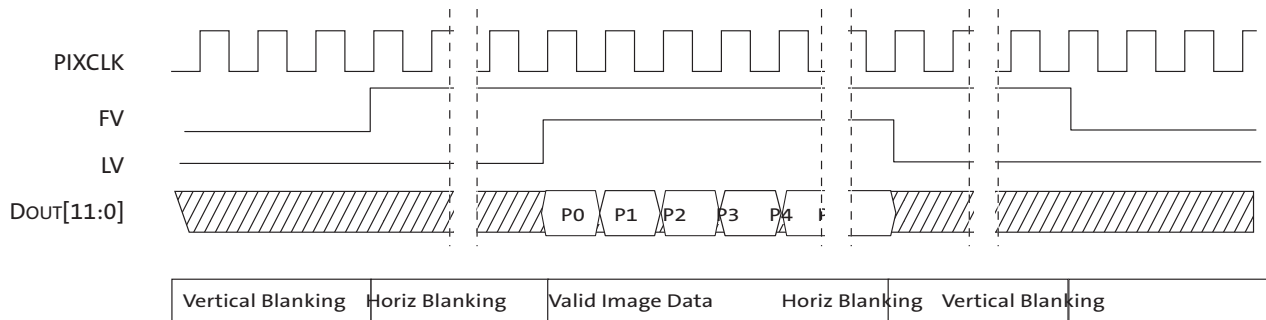 PIXCLK
FV
LV
DOUT[11:0]
P0 P1 P2 P3 P4
Vertical Blanking Horiz Blanking Valid Image Data Horiz Blanking Vertical Blanking